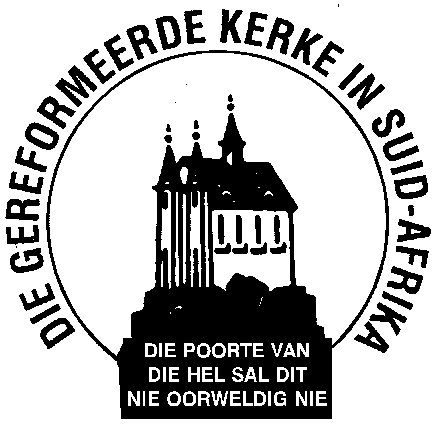 DIE GEREFORMEERDE KERKE IN SUID-AFRIKA
DIE POORTE VAN
DIE HEL SAL DIT
NIE OORWELDIG NIE